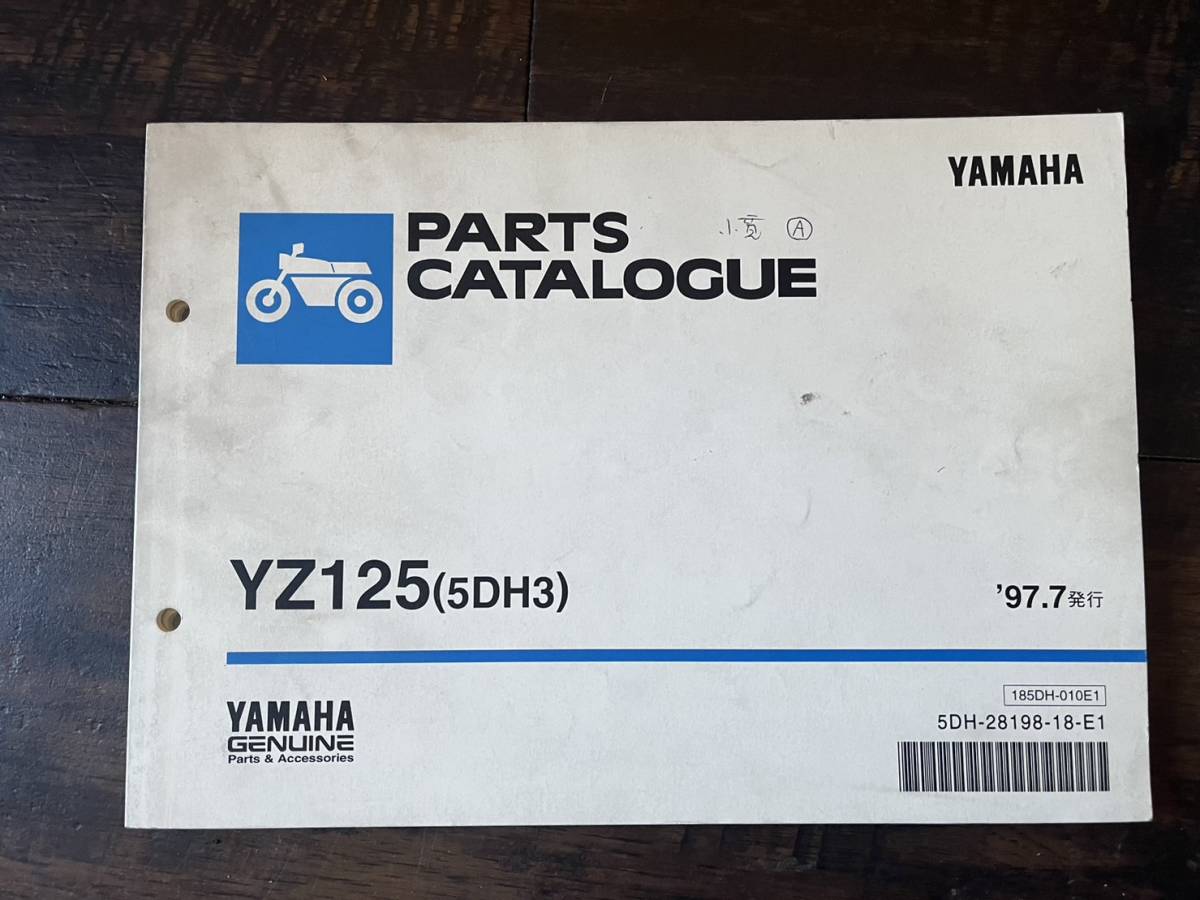 YAMAHA
PARTS
CATALOGUE
小寛 Ⓐ
YZ125(5DH3)
’97.7発行
185DH-010E1
5DH-28198-18-E1
YAMAHA
GENUINE
Parts & Accessories